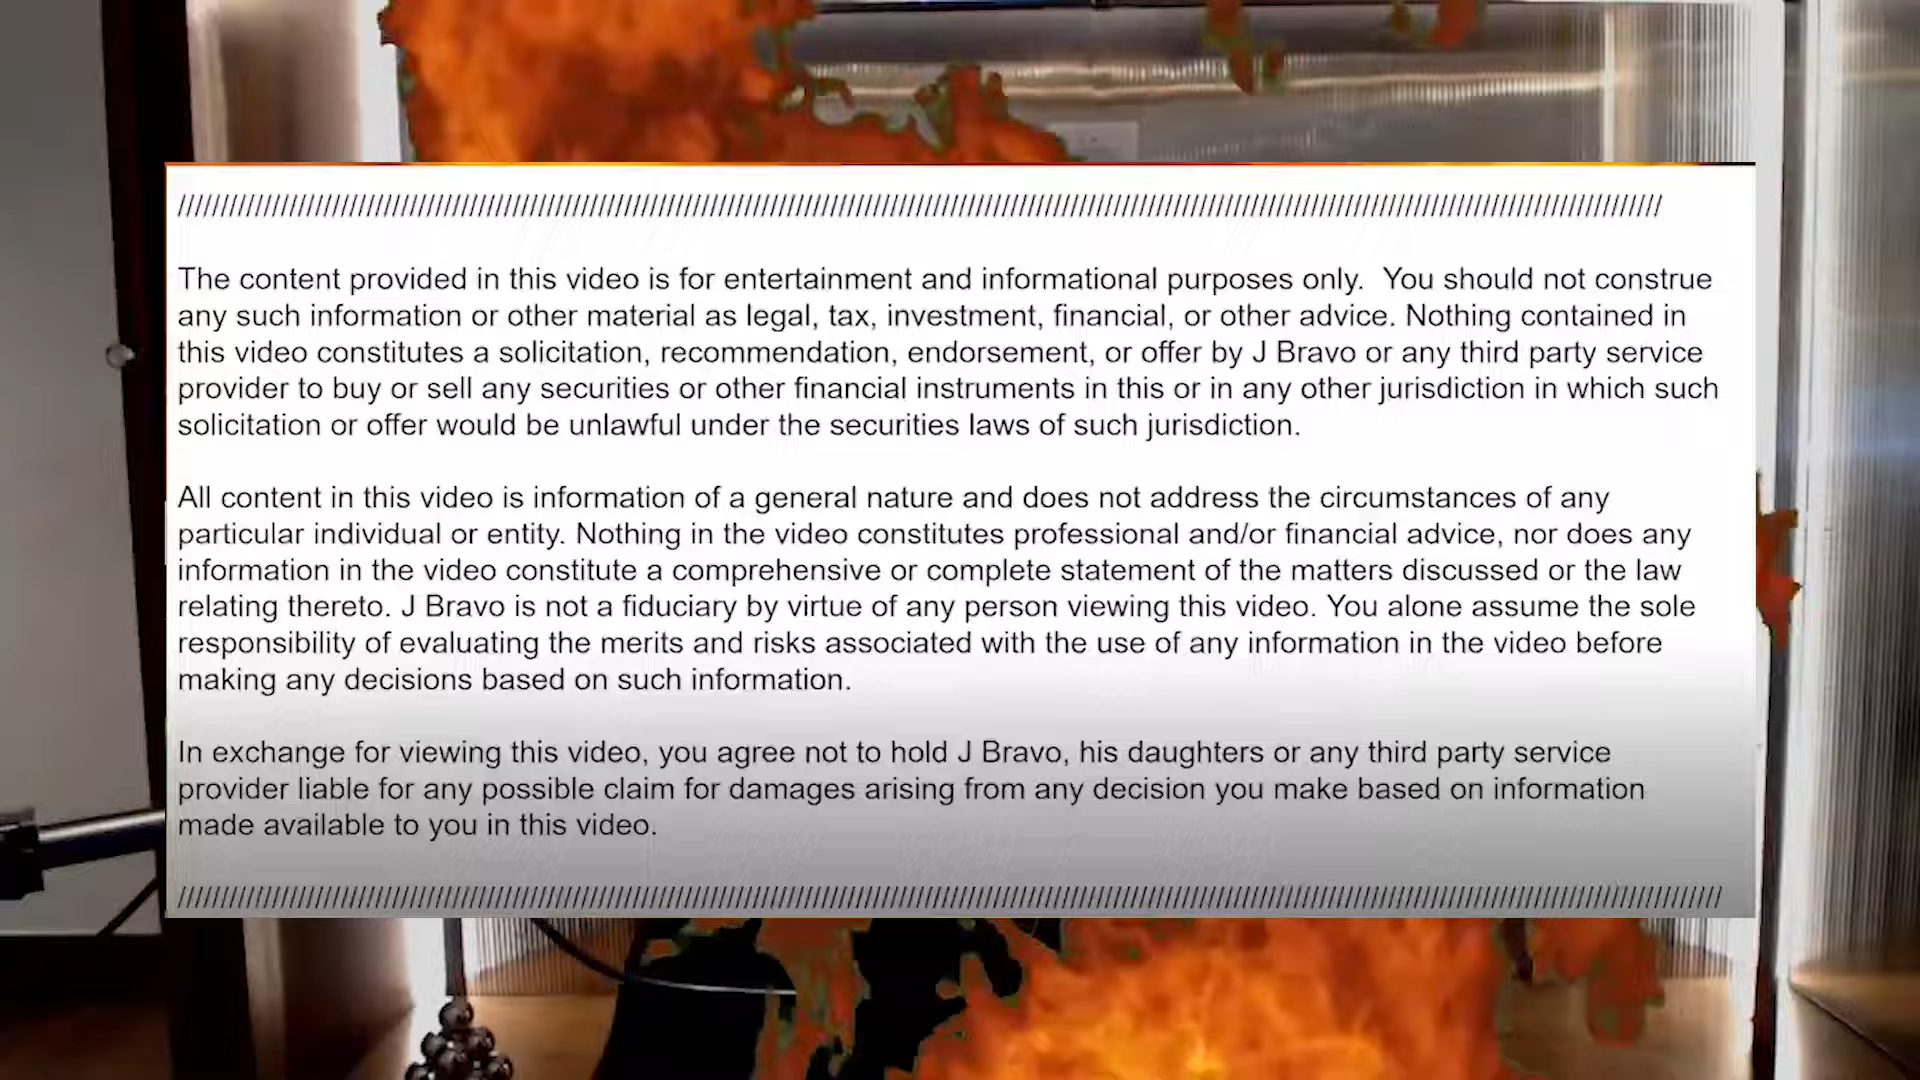 ////////////////////////////////////////////////////////////////////////////////////////////////////////////////////////////////////////////////////////////////////////////////
The content provided in this video is for entertainment and informational purposes only.  You should not construe
any such information or other material as legal, tax, investment, financial, or other advice. Nothing contained in
this video constitutes a solicitation, recommendation, endorsement, or offer by J Bravo or any third party service
provider to buy or sell any securities or other financial instruments in this or in any other jurisdiction in which such
solicitation or offer would be unlawful under the securities laws of such jurisdiction.
All content in this video is information of a general nature and does not address the circumstances of any
particular individual or entity. Nothing in the video constitutes professional and/or financial advice, nor does any
information in the video constitute a comprehensive or complete statement of the matters discussed or the law
relating thereto. J Bravo is not a fiduciary by virtue of any person viewing this video. You alone assume the sole
responsibility of evaluating the merits and risks associated with the use of any information in the video before
making any decisions based on such information.
In exchange for viewing this video, you agree not to hold J Bravo, his daughters or any third party service
provider liable for any possible claim for damages arising from any decision you make based on information
made available to you in this video.
////////////////////////////////////////////////////////////////////////////////////////////////////////////////////////////////////////////////////////////////////////////////////////